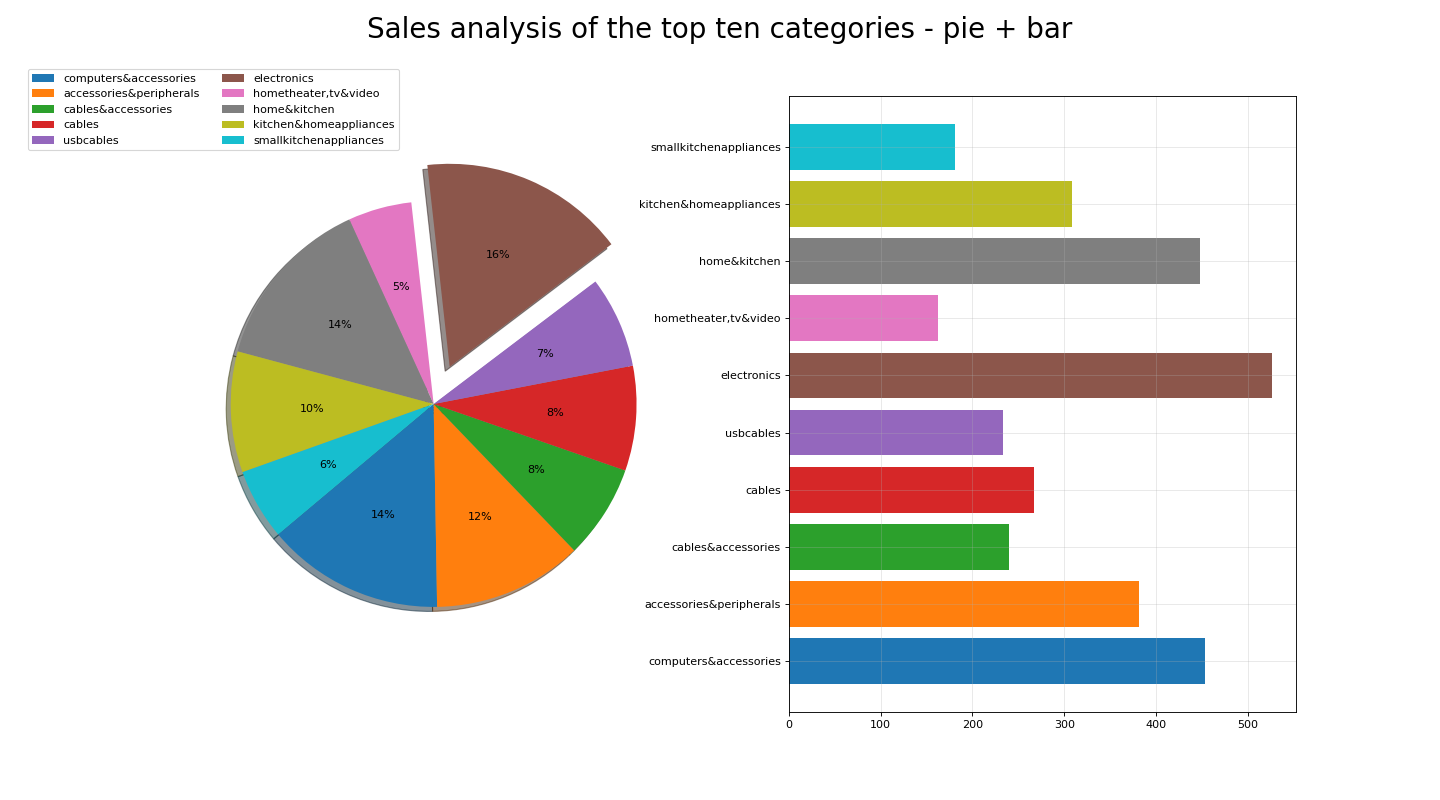 Sales analysis of the top ten categories - pie + bar
computers&accessories
accessories&peripherals
cables&accessories
cables
usbcables
electronics
hometheater,tv&video
home&kitchen
kitchen&homeappliances
smallkitchenappliances
16%
5%
14%
7%
10%
8%
6%
8%
14%
12%
smallkitchenappliances
kitchen&homeappliances
home&kitchen
hometheater,tv&video
electronics
usbcables
cables
cables&accessories
accessories&peripherals
computers&accessories
0 100 200 300 400 500